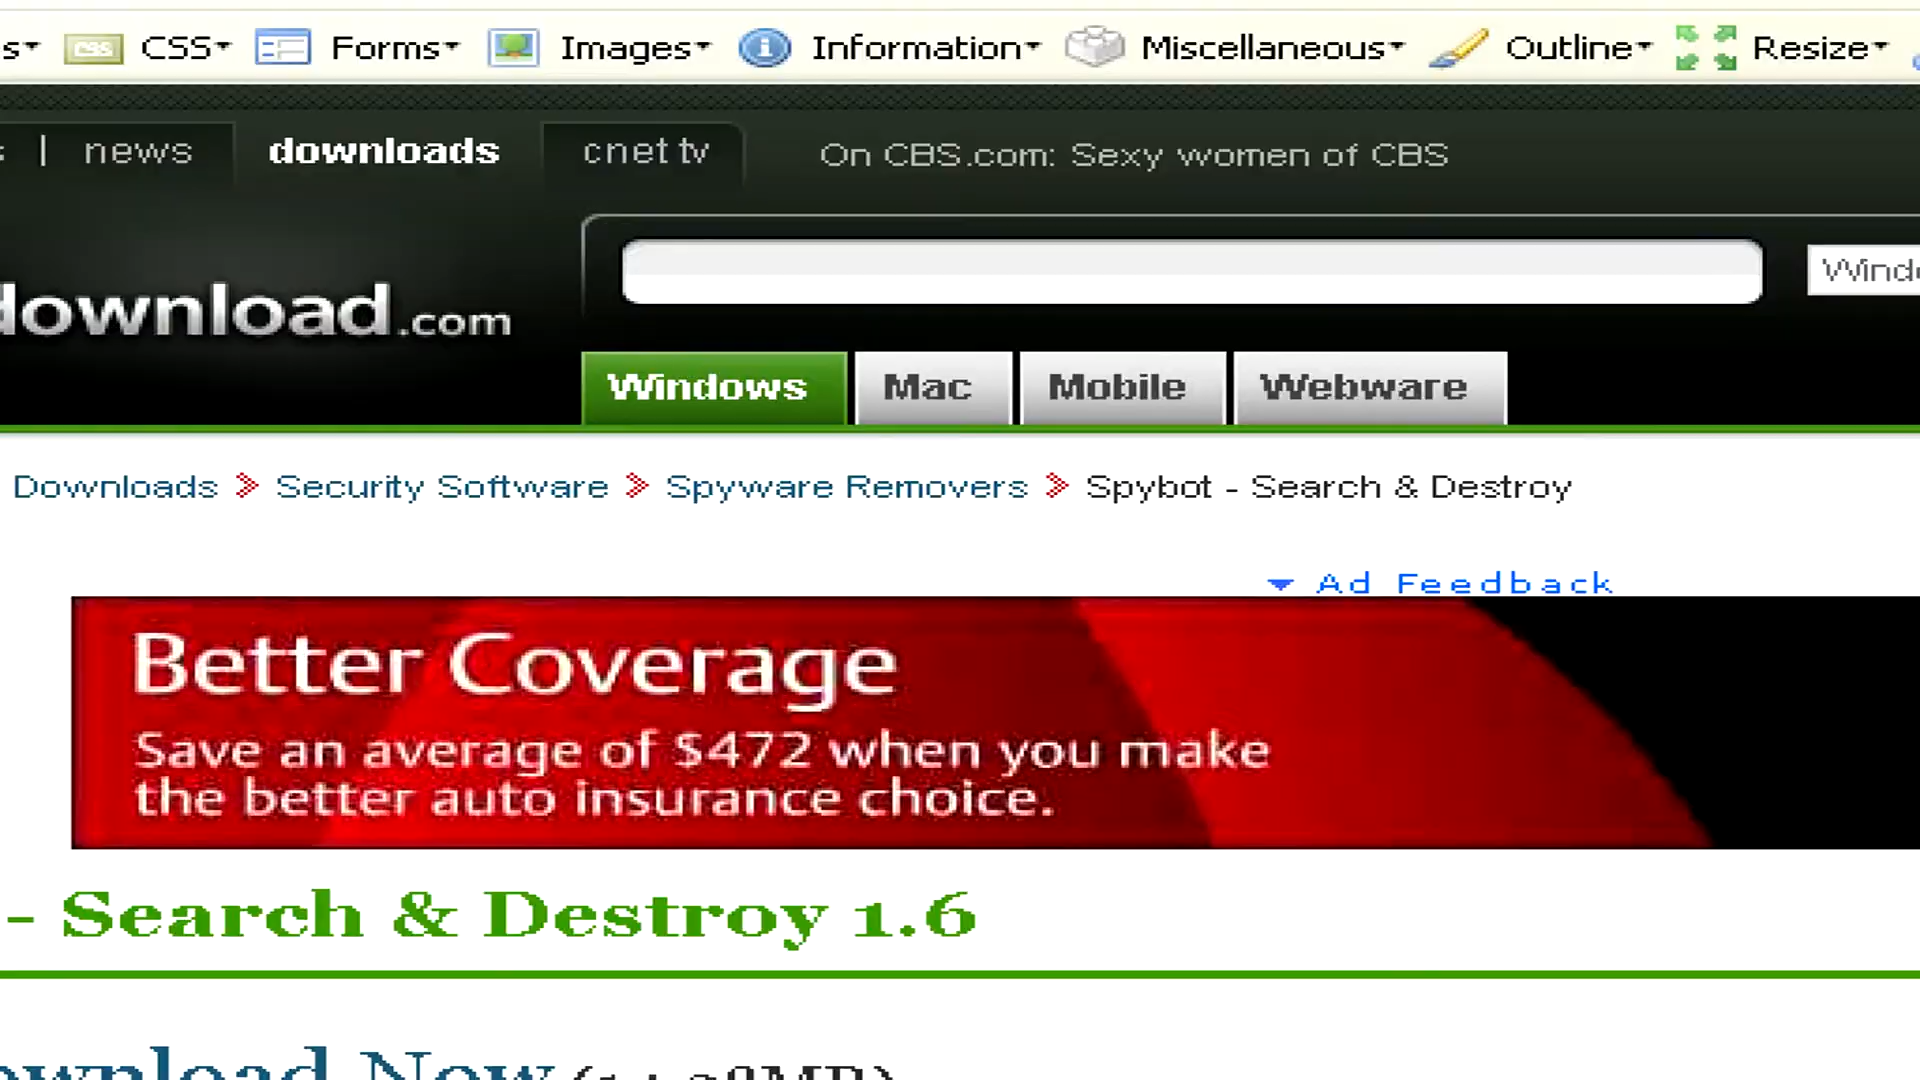 CSS Forms Images Information Miscellaneous Outline Resize
| news downloads cnet tv On CBS.com: Sexy women of CBS
download.com
Windows Mac Mobile Webware
Downloads Security Software Spyware Removers Spybot - Search & Destroy
Ad Feedback
Better Coverage
Save an average of $472 when you make
the better auto insurance choice.
- Search & Destroy 1.6
Download Now